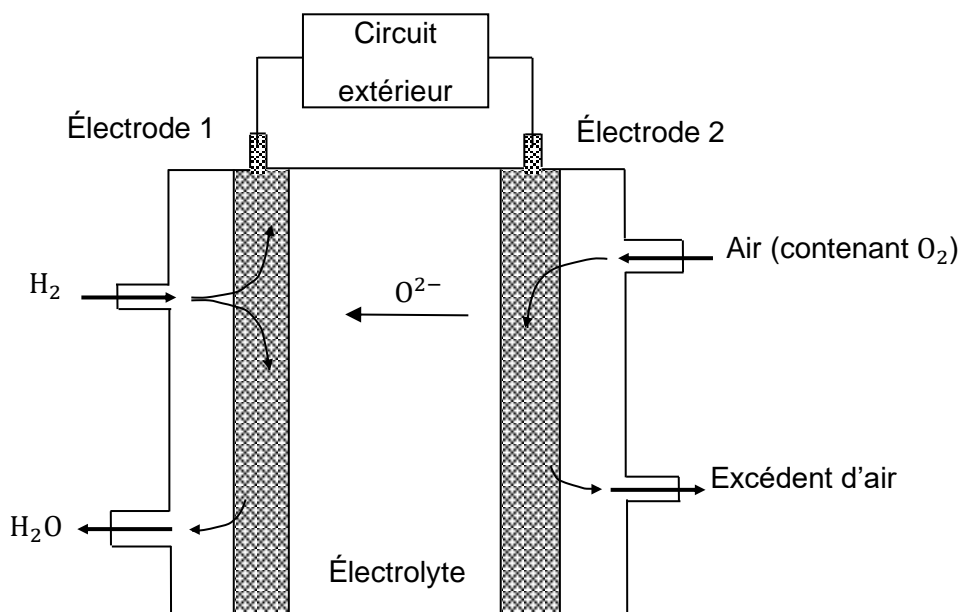 Circuit
extérieur
Électrode 1
Électrode 2
Air (contenant O₂)
H₂
O²⁻
Excédent d'air
H₂O
Électrolyte